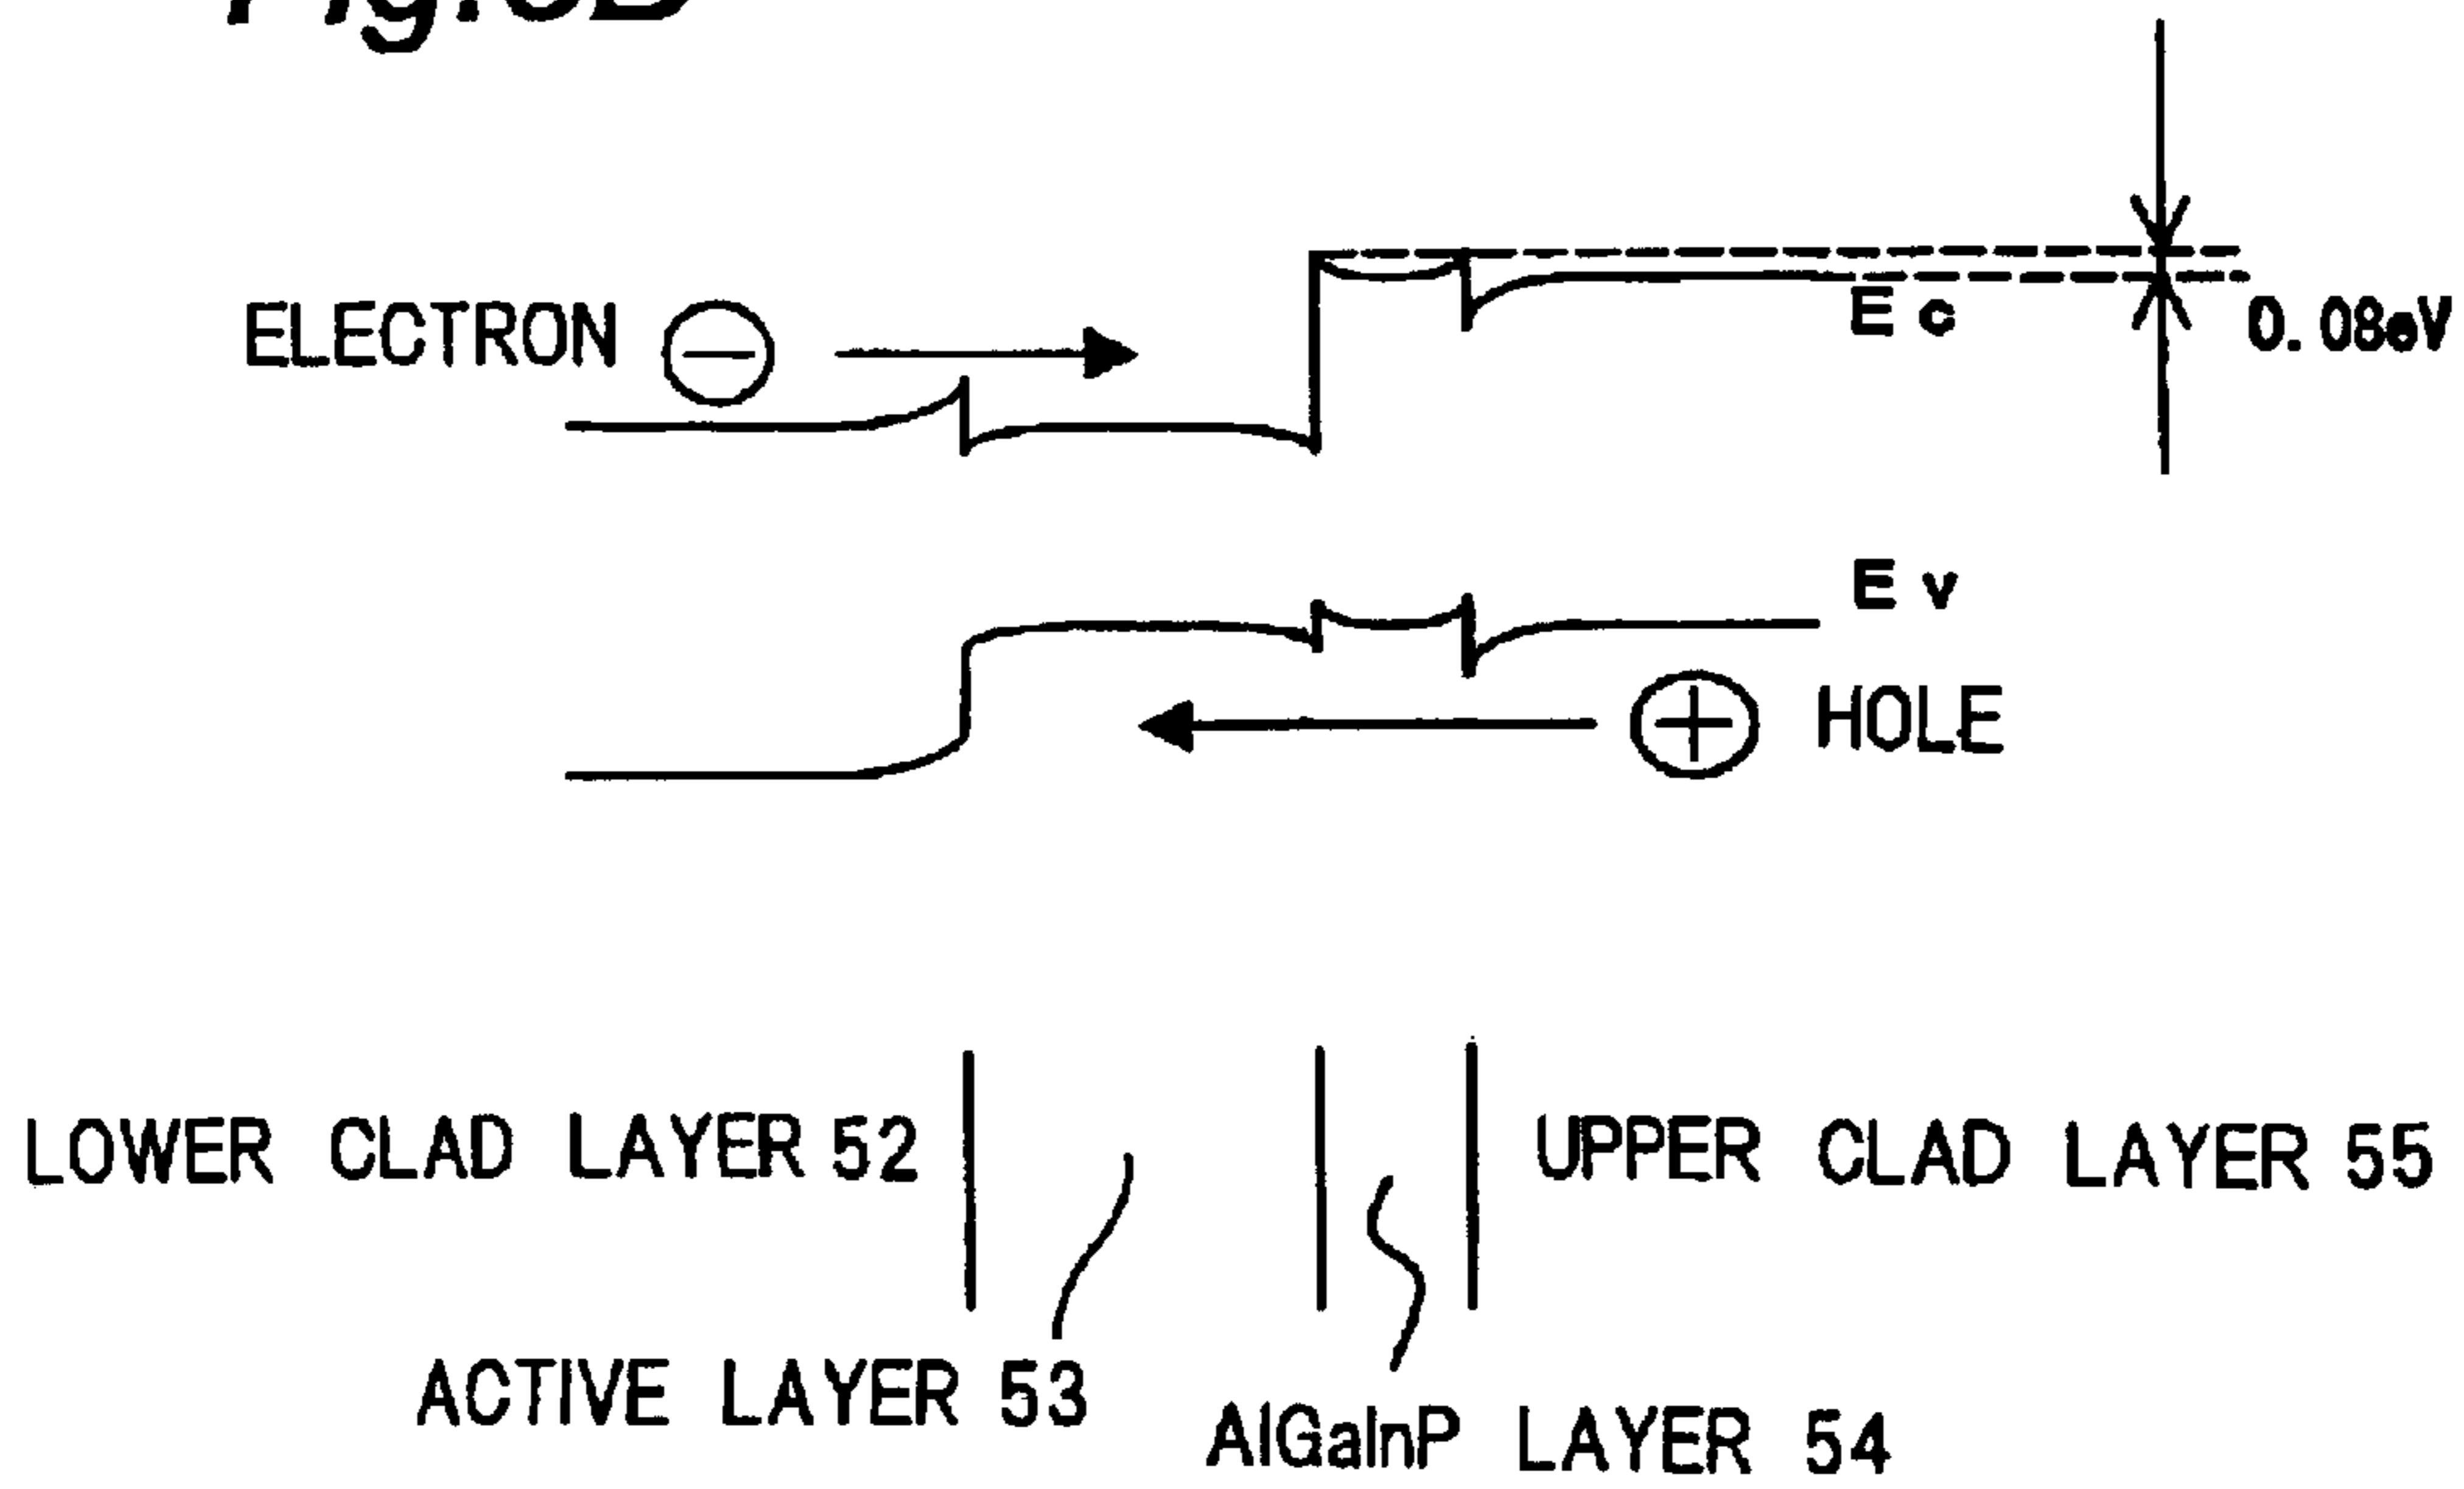 ELECTRON
Ec
0.08eV
Ev
HOLE
LOWER CLAD LAYER 52
UPPER CLAD LAYER 55
ACTIVE LAYER 53
AlGaInP LAYER 54